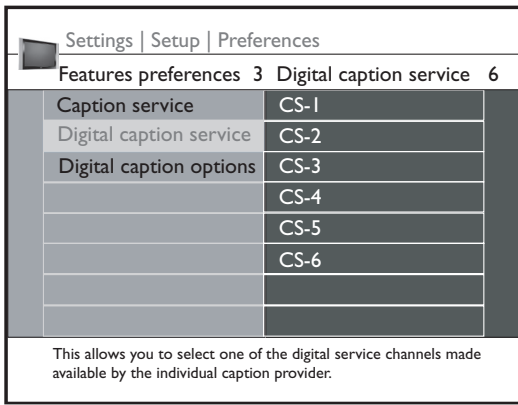 Settings | Setup | Preferences
Features preferences 3 Digital caption service 6
Caption service CS-1
Digital caption service CS-2
Digital caption options CS-3
CS-4
CS-5
CS-6
This allows you to select one of the digital service channels made
available by the individual caption provider.